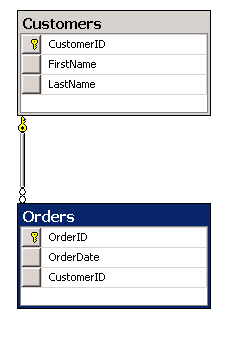 Customers
CustomerID
FirstName
LastName
Orders
OrderID
OrderDate
CustomerID